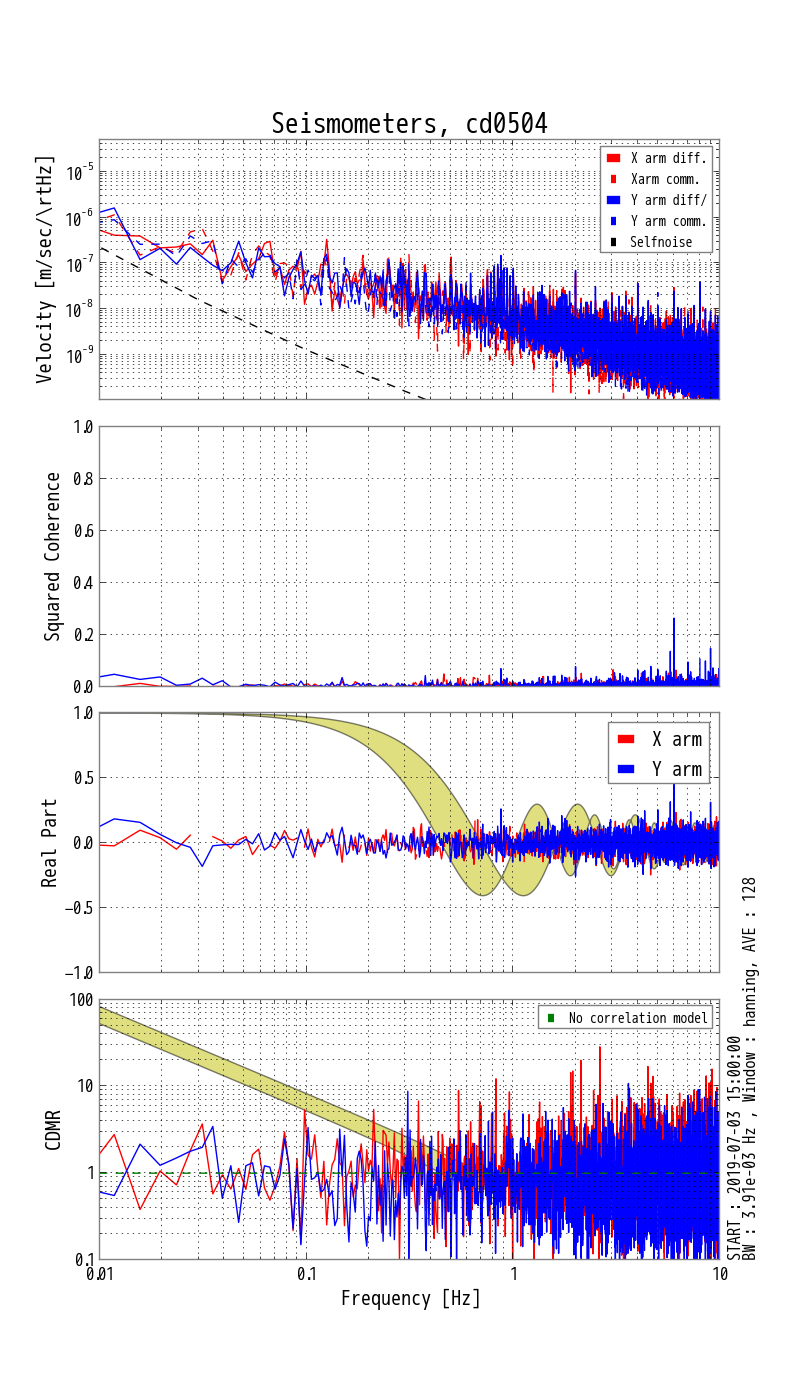 Seismometers, cd0504
Velocity [m/sec/\rtHz]
10^-5
10^-6
10^-7
10^-8
10^-9
X arm diff.
Xarm comm.
Y arm diff/
Y arm comm.
Selfnoise
Squared Coherence
1.0
0.8
0.6
0.4
0.2
0.0
Real Part
1.0
0.5
0.0
−0.5
−1.0
X arm
Y arm
CDMR
100
10
1
0.1
No correlation model
0.01
0.1
1
10
Frequency [Hz]
START : 2019-07-03 15:00:00
BW : 3.91e-03 Hz , Window : hanning, AVE : 128